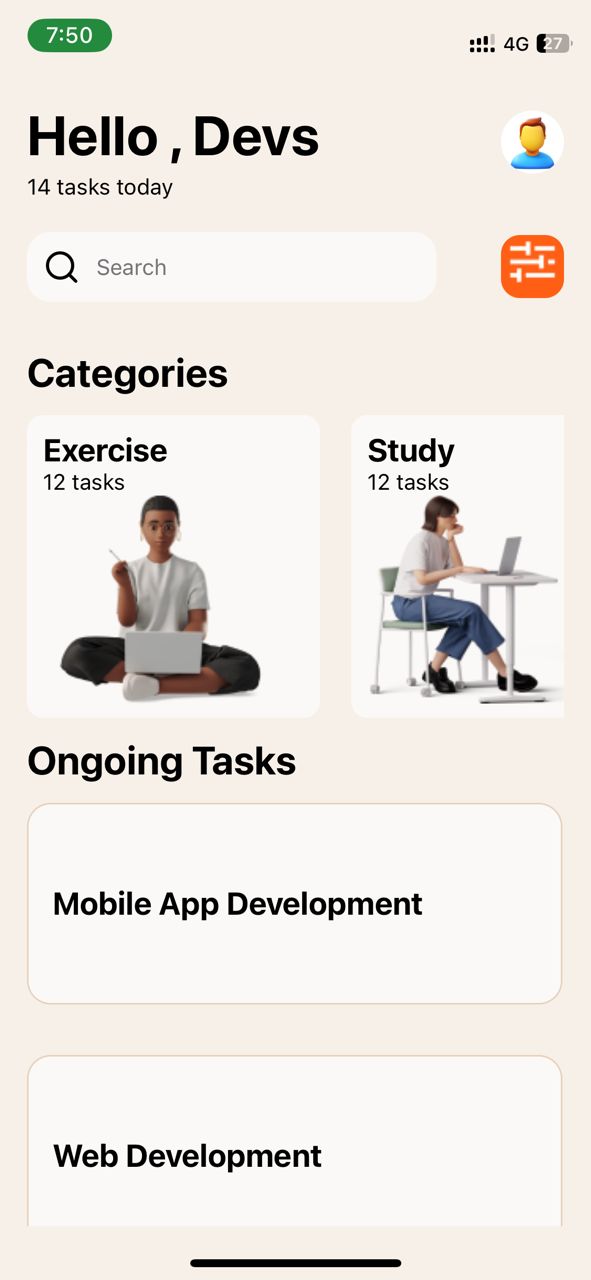 7:50
4G 27
Hello , Devs
14 tasks today
Search
Categories
Exercise
12 tasks
Study
12 tasks
Ongoing Tasks
Mobile App Development
Web Development